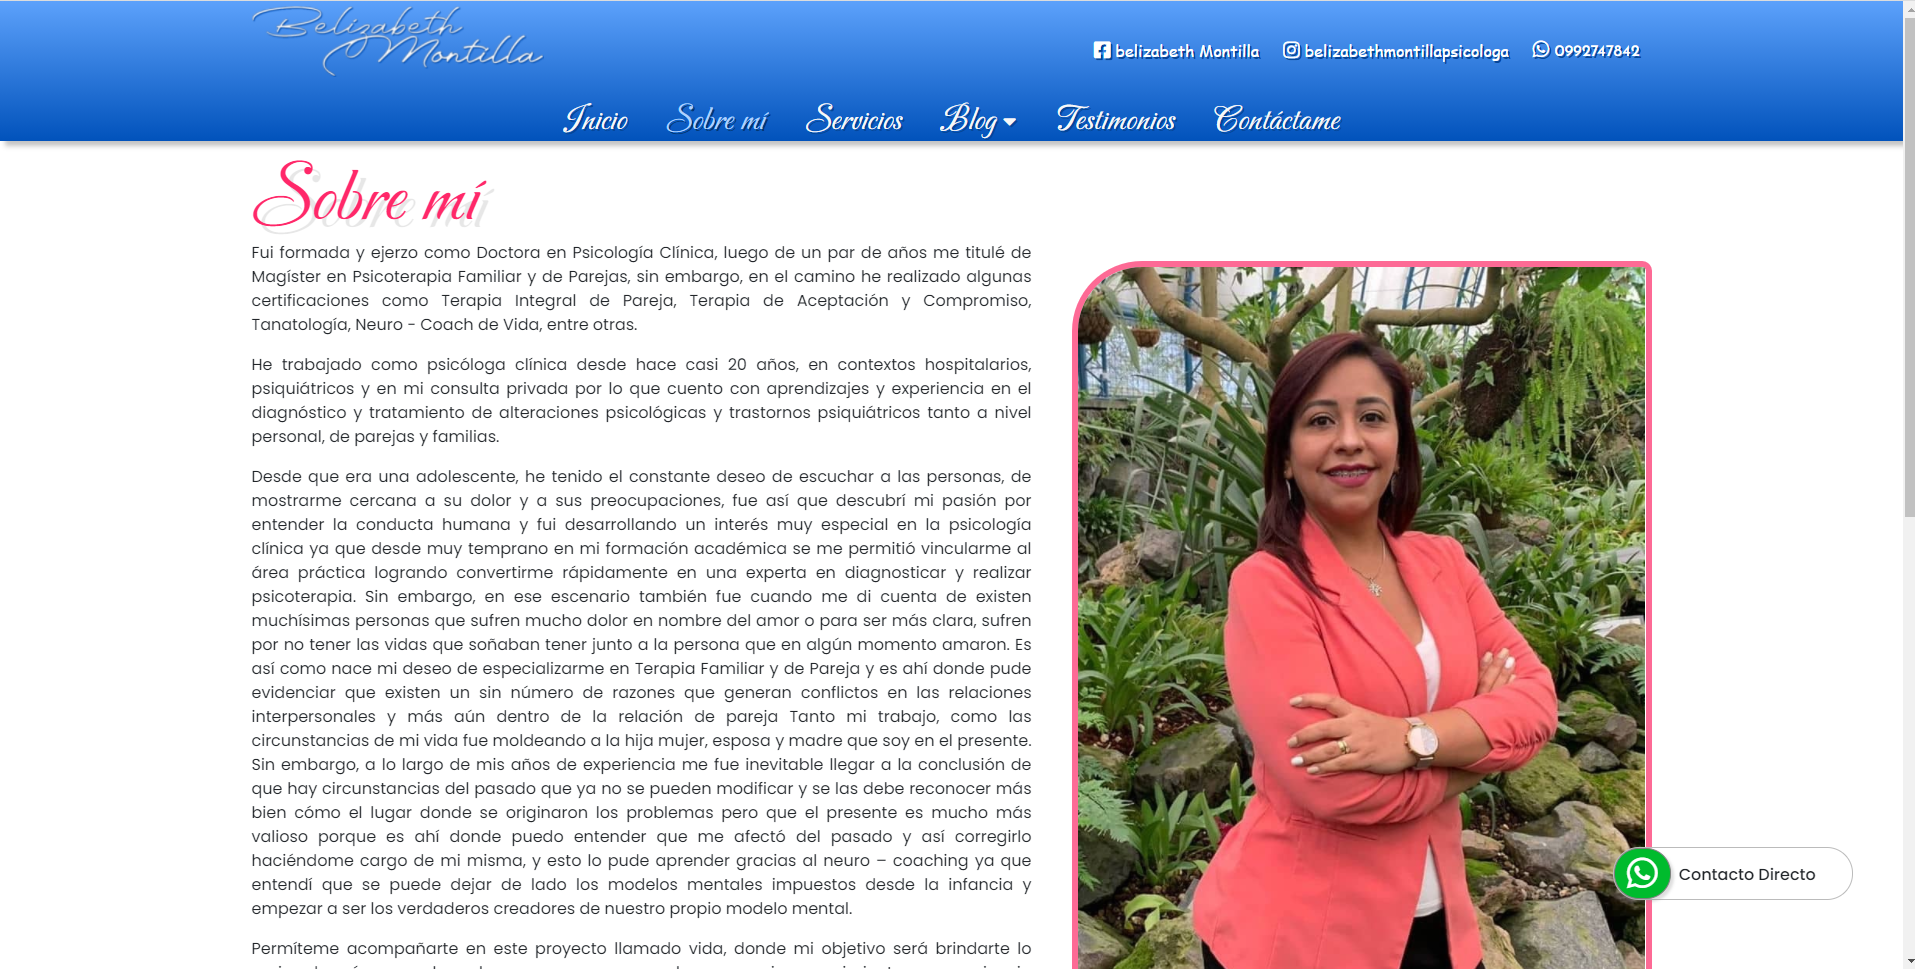 Belizabeth
Montilla
belizabeth Montilla
belizabethmontillapsicologa
0992747842
Inicio
Sobre mí
Servicios
Blog
Testimonios
Contáctame
Sobre mí
Fui formada y ejerzo como Doctora en Psicología Clínica, luego de un par de años me titulé de
Magíster en Psicoterapia Familiar y de Parejas, sin embargo, en el camino he realizado algunas
certificaciones como Terapia Integral de Pareja, Terapia de Aceptación y Compromiso,
Tanatología, Neuro - Coach de Vida, entre otras.
He trabajado como psicóloga clínica desde hace casi 20 años, en contextos hospitalarios,
psiquiátricos y en mi consulta privada por lo que cuento con aprendizajes y experiencia en el
diagnóstico y tratamiento de alteraciones psicológicas y trastornos psiquiátricos tanto a nivel
personal, de parejas y familias.
Desde que era una adolescente, he tenido el constante deseo de escuchar a las personas, de
mostrarme cercana a su dolor y a sus preocupaciones, fue así que descubrí mi pasión por
entender la conducta humana y fui desarrollando un interés muy especial en la psicología
clínica ya que desde muy temprano en mi formación académica se me permitió vincularme al
área práctica logrando convertirme rápidamente en una experta en diagnosticar y realizar
psicoterapia. Sin embargo, en ese escenario también fue cuando me di cuenta de existen
muchísimas personas que sufren mucho dolor en nombre del amor o para ser más clara, sufren
por no tener las vidas que soñaban tener junto a la persona que en algún momento amaron. Es
así como nace mi deseo de especializarme en Terapia Familiar y de Pareja y es ahí donde pude
evidenciar que existen un sin número de razones que generan conflictos en las relaciones
interpersonales y más aún dentro de la relación de pareja Tanto mi trabajo, como las
circunstancias de mi vida fue moldeando a la hija mujer, esposa y madre que soy en el presente.
Sin embargo, a lo largo de mis años de experiencia me fue inevitable llegar a la conclusión de
que hay circunstancias del pasado que ya no se pueden modificar y se las debe reconocer más
bien cómo el lugar donde se originaron los problemas pero que el presente es mucho más
valioso porque es ahí donde puedo entender que me afectó del pasado y así corregirlo
haciéndome cargo de mi misma, y esto lo pude aprender gracias al neuro – coaching ya que
entendí que se puede dejar de lado los modelos mentales impuestos desde la infancia y
empezar a ser los verdaderos creadores de nuestro propio modelo mental.
Permíteme acompañarte en este proyecto llamado vida, donde mi objetivo será brindarte lo
Contacto Directo